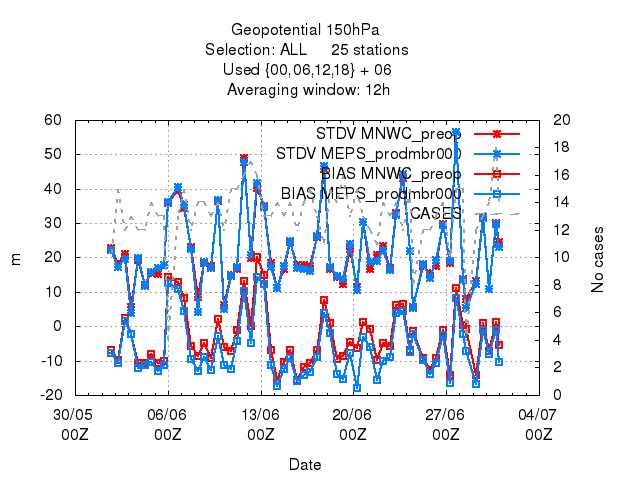 Geopotential 150hPa
Selection: ALL 25 stations
Used {00,06,12,18} + 06
Averaging window: 12h
STDV MNWC_preop
STDV MEPS_prodmbr000
BIAS MNWC_preop
BIAS MEPS_prodmbr000
CASES
60
50
40
30
20
10
0
-10
-20
m
20
18
16
14
12
10
8
6
4
2
0
No cases
30/05 06/06 13/06 20/06 27/06 04/07
00Z 00Z 00Z 00Z 00Z 00Z
Date